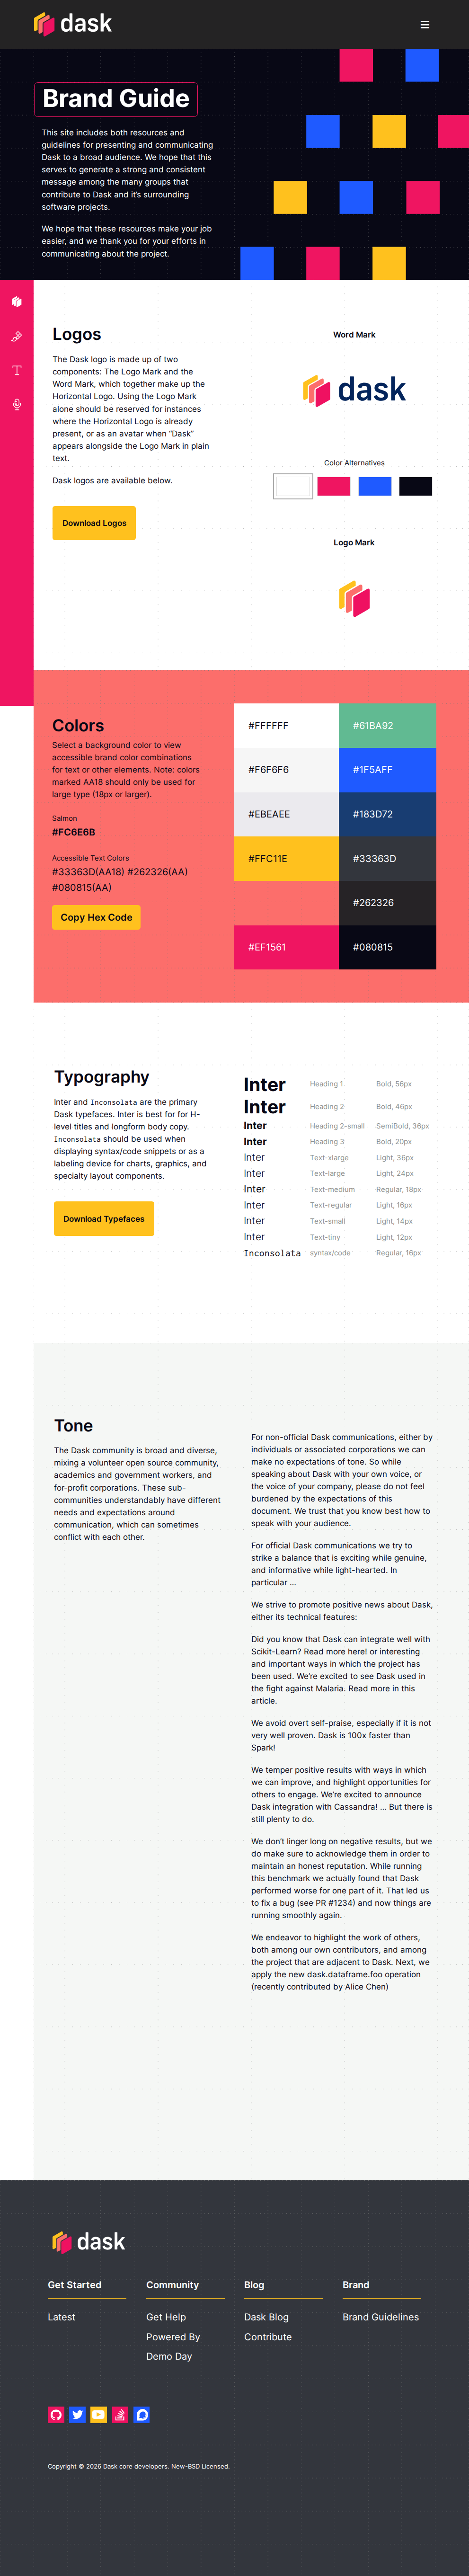 dask
Brand Guide
This site includes both resources and
guidelines for presenting and communicating
Dask to a broad audience. We hope that this
serves to generate a strong and consistent
message among the many groups that
contribute to Dask and it's surrounding
software projects.
We hope that these resources make your job
easier, and we thank you for your efforts in
communicating about the project.
Logos
The Dask logo is made up of two
components: The Logo Mark and the
Word Mark, which together make up the
Horizontal Logo. Using the Logo Mark
alone should be reserved for instances
where the Horizontal Logo is already
present, or as an avatar when "Dask"
appears alongside the Logo Mark in plain
text.
Dask logos are available below.
Download Logos
Word Mark
dask
Color Alternatives
Logo Mark
Colors
Select a background color to view
accessible brand color combinations
for text or other elements. Note: colors
marked AA18 should only be used for
large type (18px or larger).
Salmon
#FC6E6B
Accessible Text Colors
#33363D(AA18) #262326(AA)
#080815(AA)
Copy Hex Code
#FFFFFF
#61BA92
#F6F6F6
#1F5AFF
#EBEAEE
#183D72
#FFC11E
#33363D
#262326
#EF1561
#080815
Typography
Inter and Inconsolata are the primary
Dask typefaces. Inter is best for for H-
level titles and longform body copy.
Inconsolata should be used when
displaying syntax/code snippets or as a
labeling device for charts, graphics, and
specialty layout components.
Download Typefaces
Inter Heading 1 Bold, 56px
Inter Heading 2 Bold, 46px
Inter Heading 2-small SemiBold, 36px
Inter Heading 3 Bold, 20px
Inter Text-xlarge Light, 36px
Inter Text-large Light, 24px
Inter Text-medium Regular, 18px
Inter Text-regular Light, 16px
Inter Text-small Light, 14px
Inter Text-tiny Light, 12px
Inconsolata syntax/code Regular, 16px
Tone
The Dask community is broad and diverse,
mixing a volunteer open source community,
academics and government workers, and
for-profit corporations. These sub-
communities understandably have different
needs and expectations around
communication, which can sometimes
conflict with each other.
For non-official Dask communications, either by
individuals or associated corporations we can
make no expectations of tone. So while
speaking about Dask with your own voice, or
the voice of your company, please do not feel
burdened by the expectations of this
document. We trust that you know best how to
speak with your audience.
For official Dask communications we try to
strike a balance that is exciting while genuine,
and informative while light-hearted. In
particular ...
We strive to promote positive news about Dask,
either its technical features:
Did you know that Dask can integrate well with
Scikit-Learn? Read more here! or interesting
and important ways in which the project has
been used. We're excited to see Dask used in
the fight against Malaria. Read more in this
article.
We avoid overt self-praise, especially if it is not
very well proven. Dask is 100x faster than
Spark!
We temper positive results with ways in which
we can improve, and highlight opportunities for
others to engage. We're excited to announce
Dask integration with Cassandra! ... But there is
still plenty to do.
We don't linger long on negative results, but we
do make sure to acknowledge them in order to
maintain an honest reputation. While running
this benchmark we actually found that Dask
performed worse for one part of it. That led us
to fix a bug (see PR #1234) and now things are
running smoothly again.
We endeavor to highlight the work of others,
both among our own contributors, and among
the project that are adjacent to Dask. Next, we
apply the new dask.dataframe.foo operation
(recently contributed by Alice Chen)
dask
Get Started
Latest
Community
Get Help
Powered By
Demo Day
Blog
Dask Blog
Contribute
Brand
Brand Guidelines
Copyright © 2026 Dask core developers. New-BSD Licensed.